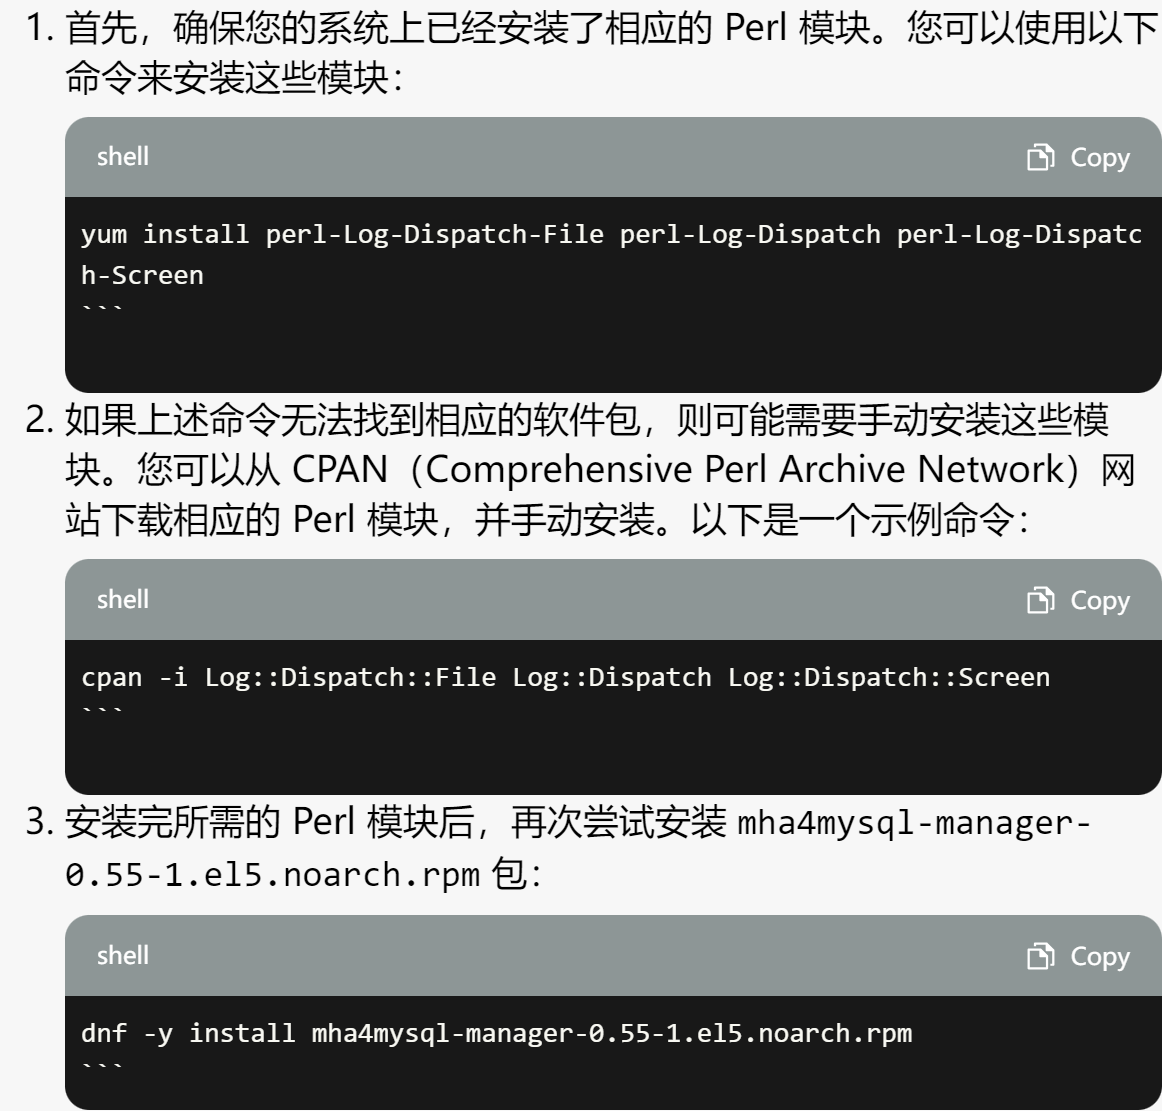 1. 首先，确保您的系统上已经安装了相应的 Perl 模块。您可以使用以下
命令来安装这些模块：
shell
Copy
yum install perl-Log-Dispatch-File perl-Log-Dispatch perl-Log-Dispatc
h-Screen
```
2. 如果上述命令无法找到相应的软件包，则可能需要手动安装这些模
块。您可以从 CPAN（Comprehensive Perl Archive Network）网
站下载相应的 Perl 模块，并手动安装。以下是一个示例命令：
shell
Copy
cpan -i Log::Dispatch::File Log::Dispatch Log::Dispatch::Screen
```
3. 安装完所需的 Perl 模块后，再次尝试安装 mha4mysql-manager-
0.55-1.el5.noarch.rpm 包：
shell
Copy
dnf -y install mha4mysql-manager-0.55-1.el5.noarch.rpm
```